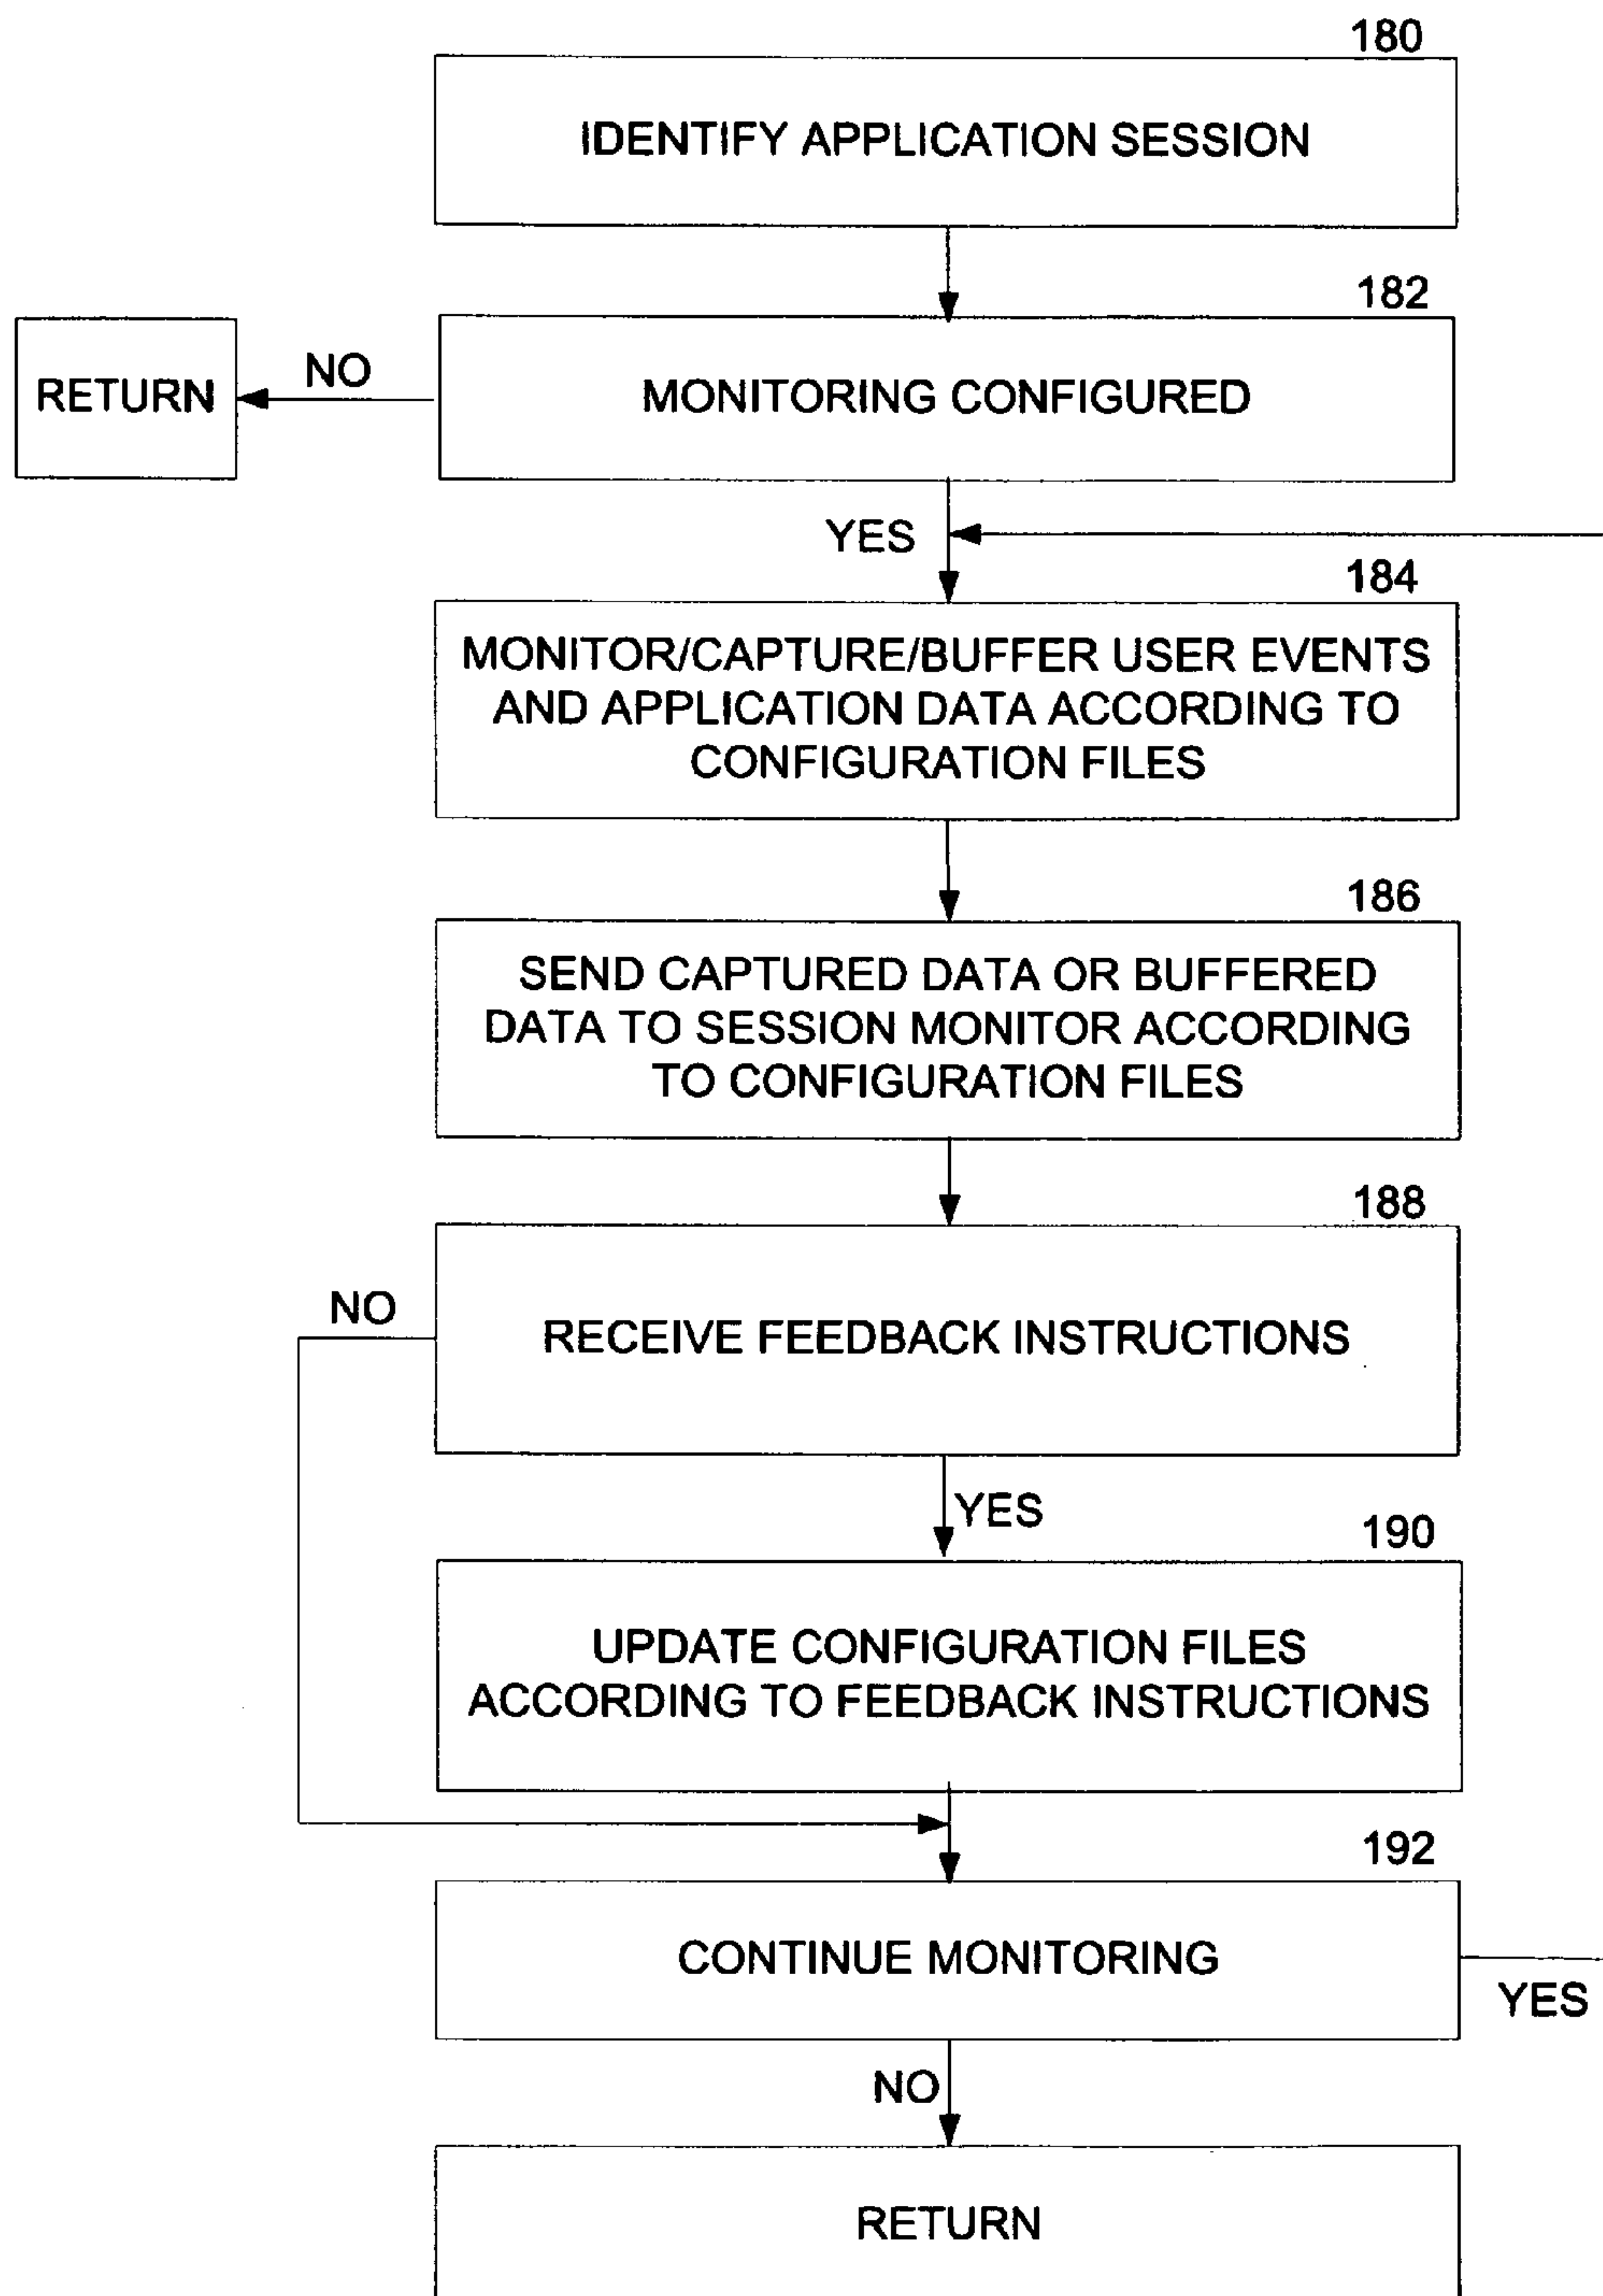 180
IDENTIFY APPLICATION SESSION
182
RETURN
NO
MONITORING CONFIGURED
YES
184
MONITOR/CAPTURE/BUFFER USER EVENTS
AND APPLICATION DATA ACCORDING TO
CONFIGURATION FILES
186
SEND CAPTURED DATA OR BUFFERED
DATA TO SESSION MONITOR ACCORDING
TO CONFIGURATION FILES
188
NO
RECEIVE FEEDBACK INSTRUCTIONS
YES
190
UPDATE CONFIGURATION FILES
ACCORDING TO FEEDBACK INSTRUCTIONS
192
CONTINUE MONITORING
YES
NO
RETURN